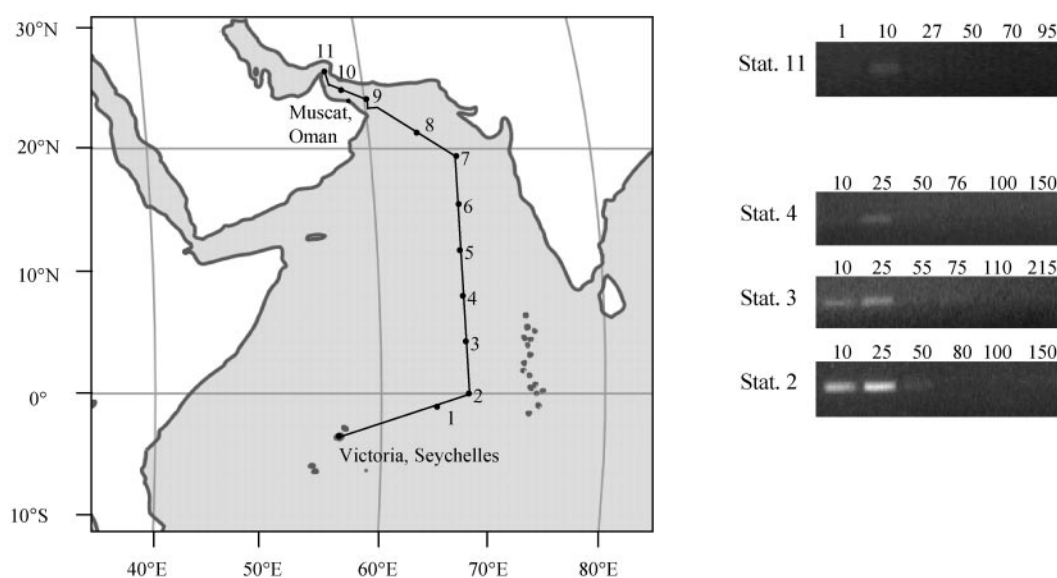 30°N
20°N
10°N
0°
10°S
40°E 50°E 60°E 70°E 80°E
11
10
9
Muscat,
Oman
8
7
6
5
4
3
2
1
Victoria, Seychelles
1 10 27 50 70 95
Stat. 11
10 25 50 76 100 150
Stat. 4
10 25 55 75 110 215
Stat. 3
10 25 50 80 100 150
Stat. 2